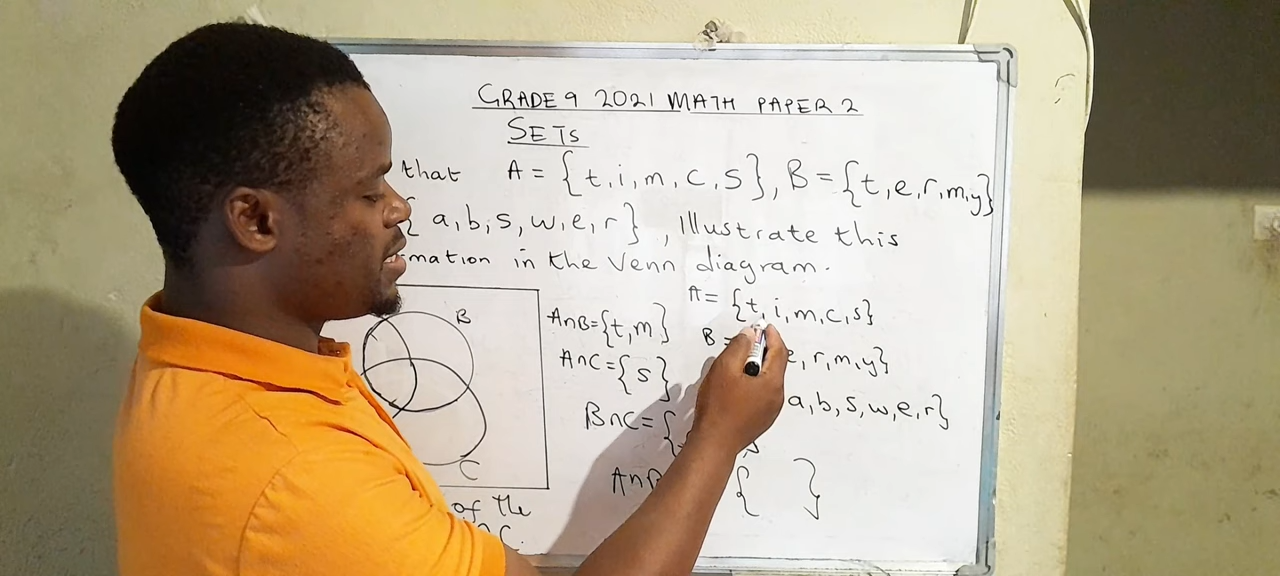 GRADE 9 2021 MATH PAPER 2
SETS
that A = {t,i,m,c,s}, B = {t,e,r,m,y}
{a,b,s,w,e,r}, Illustrate this
mation in the Venn diagram.
A = {t,i,m,c,s}
B
A∩B={t,m}
B = e,r,m,y}
A∩C={s}
a,b,s,w,e,r}
B∩C={
C
A∩B { }
of the
∩C.